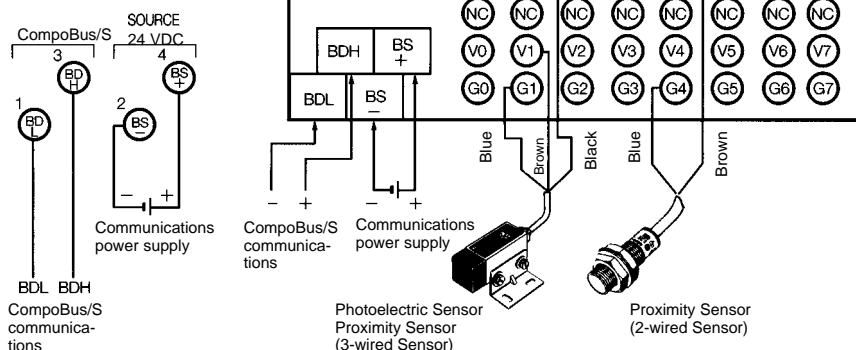 CompoBus/S
3
SOURCE
24 VDC
4
BD
H
BS
+
1
BD
L
2
BS
–
– +
Communications
power supply
BDL BDH
CompoBus/S
communica-
tions
NC NC NC NC NC NC NC NC
BDH BS
+
V0 V1 V2 V3 V4 V5 V6 V7
BDL BS
–
G0 G1 G2 G3 G4 G5 G6 G7
Blue
Brown
Black
Blue
Brown
– + – +
CompoBus/S
communica-
tions
Communications
power supply
Photoelectric Sensor
Proximity Sensor
(3-wired Sensor)
Proximity Sensor
(2-wired Sensor)